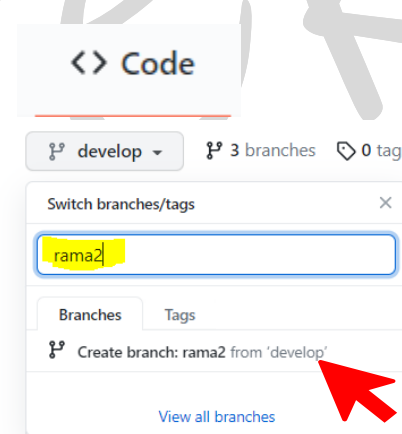 <> Code
develop 3 branches 0 tag
Switch branches/tags ×
rama2
Branches Tags
Create branch: rama2 from 'develop'
View all branches